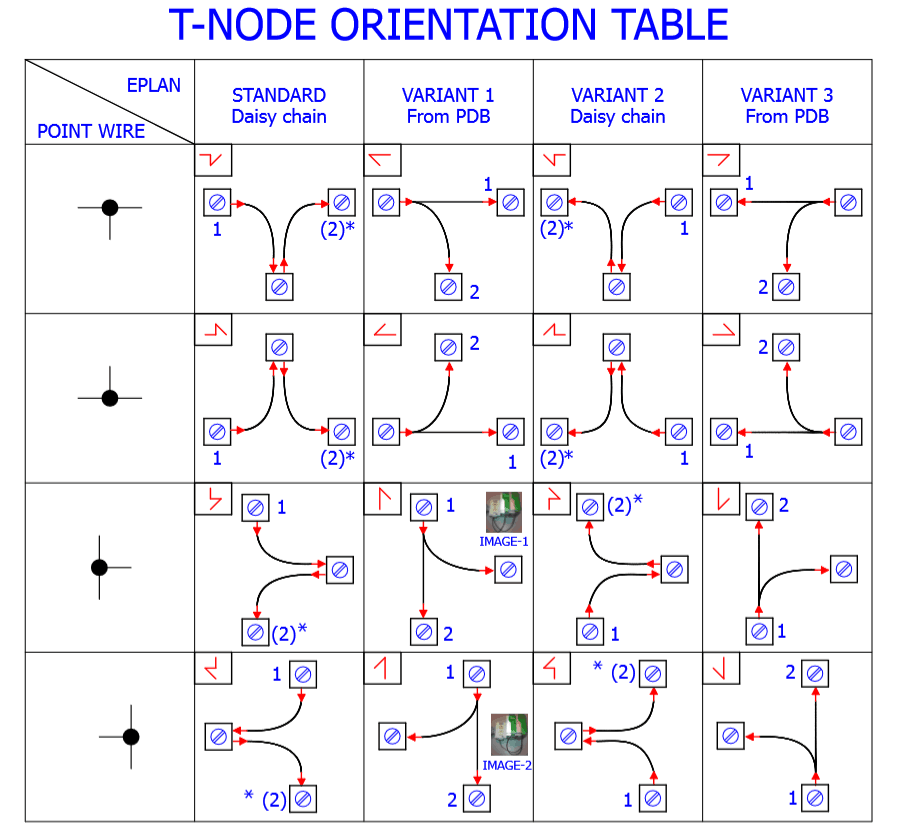 T-NODE ORIENTATION TABLE
EPLAN
POINT WIRE
STANDARD
Daisy chain
VARIANT 1
From PDB
VARIANT 2
Daisy chain
VARIANT 3
From PDB
1
(2)*
1
2
(2)*
1
1
2
1
(2)*
2
1
(2)*
1
2
1
1
(2)*
1
2
IMAGE-1
(2)*
1
2
1
1
* (2)
1
2
IMAGE-2
* (2)
1
2
1